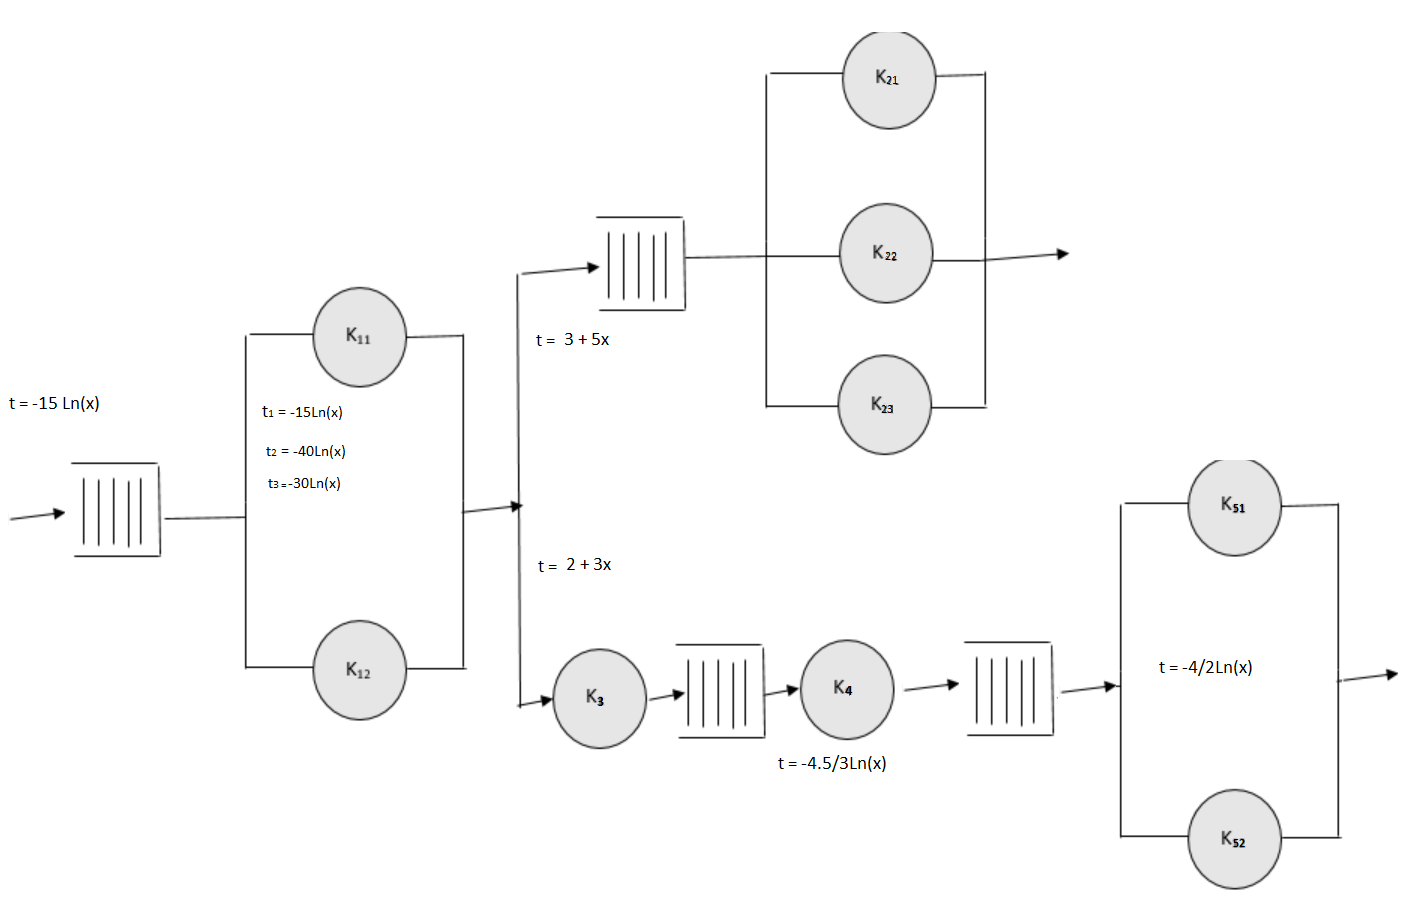 K21
K22
t = 3 + 5x
K11
K23
t = -15 Ln(x)
t1 = -15Ln(x)
t2 = -40Ln(x)
t3 =-30Ln(x)
K51
t = 2 + 3x
K12
K3
K4
t = -4/2Ln(x)
t = -4.5/3Ln(x)
K52